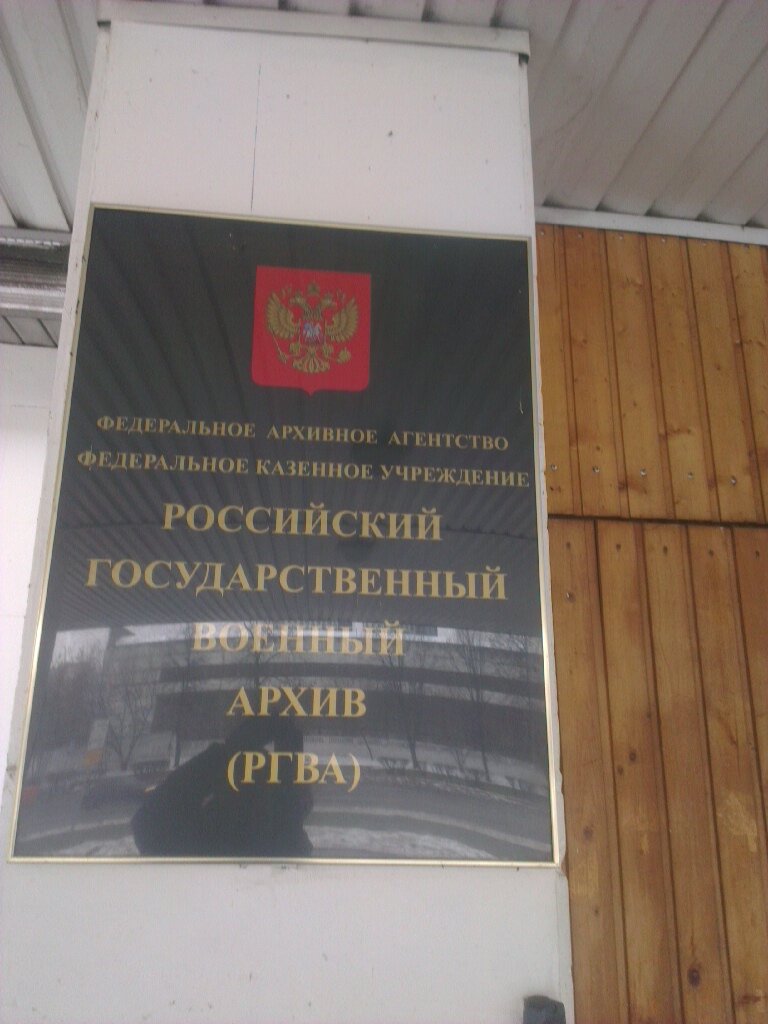 ФЕДЕРАЛЬНОЕ АРХИВНОЕ АГЕНТСТВО
ФЕДЕРАЛЬНОЕ КАЗЕННОЕ УЧРЕЖДЕНИЕ
РОССИЙСКИЙ
ГОСУДАРСТВЕННЫЙ
ВОЕННЫЙ
АРХИВ
(РГВА)